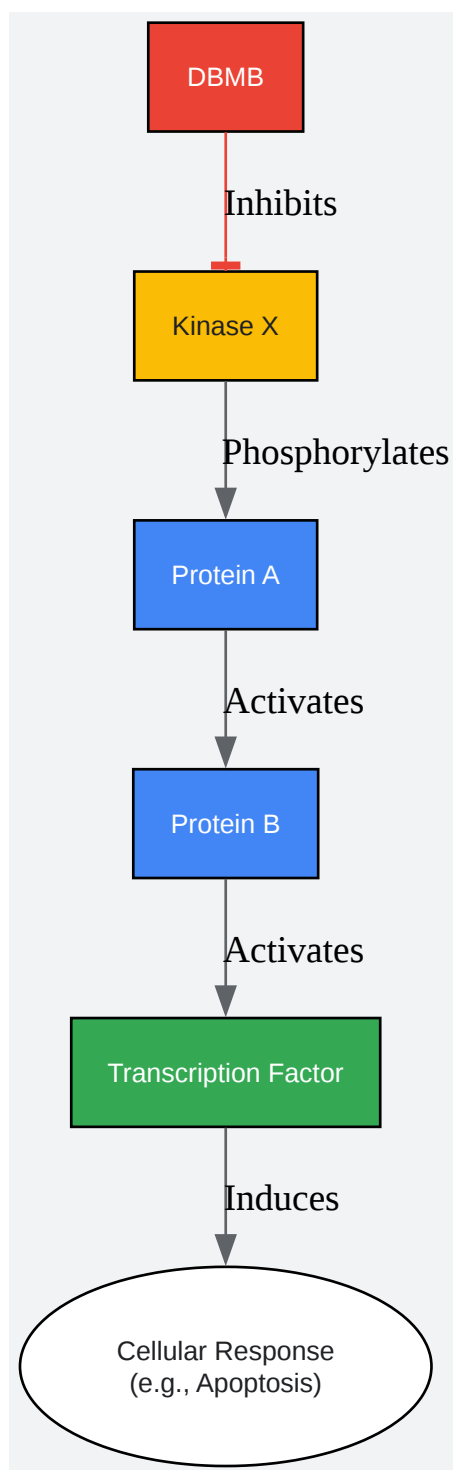 DBMB
Inhibits
Kinase X
Phosphorylates
Protein A
Activates
Protein B
Activates
Transcription Factor
Induces
Cellular Response
(e.g., Apoptosis)